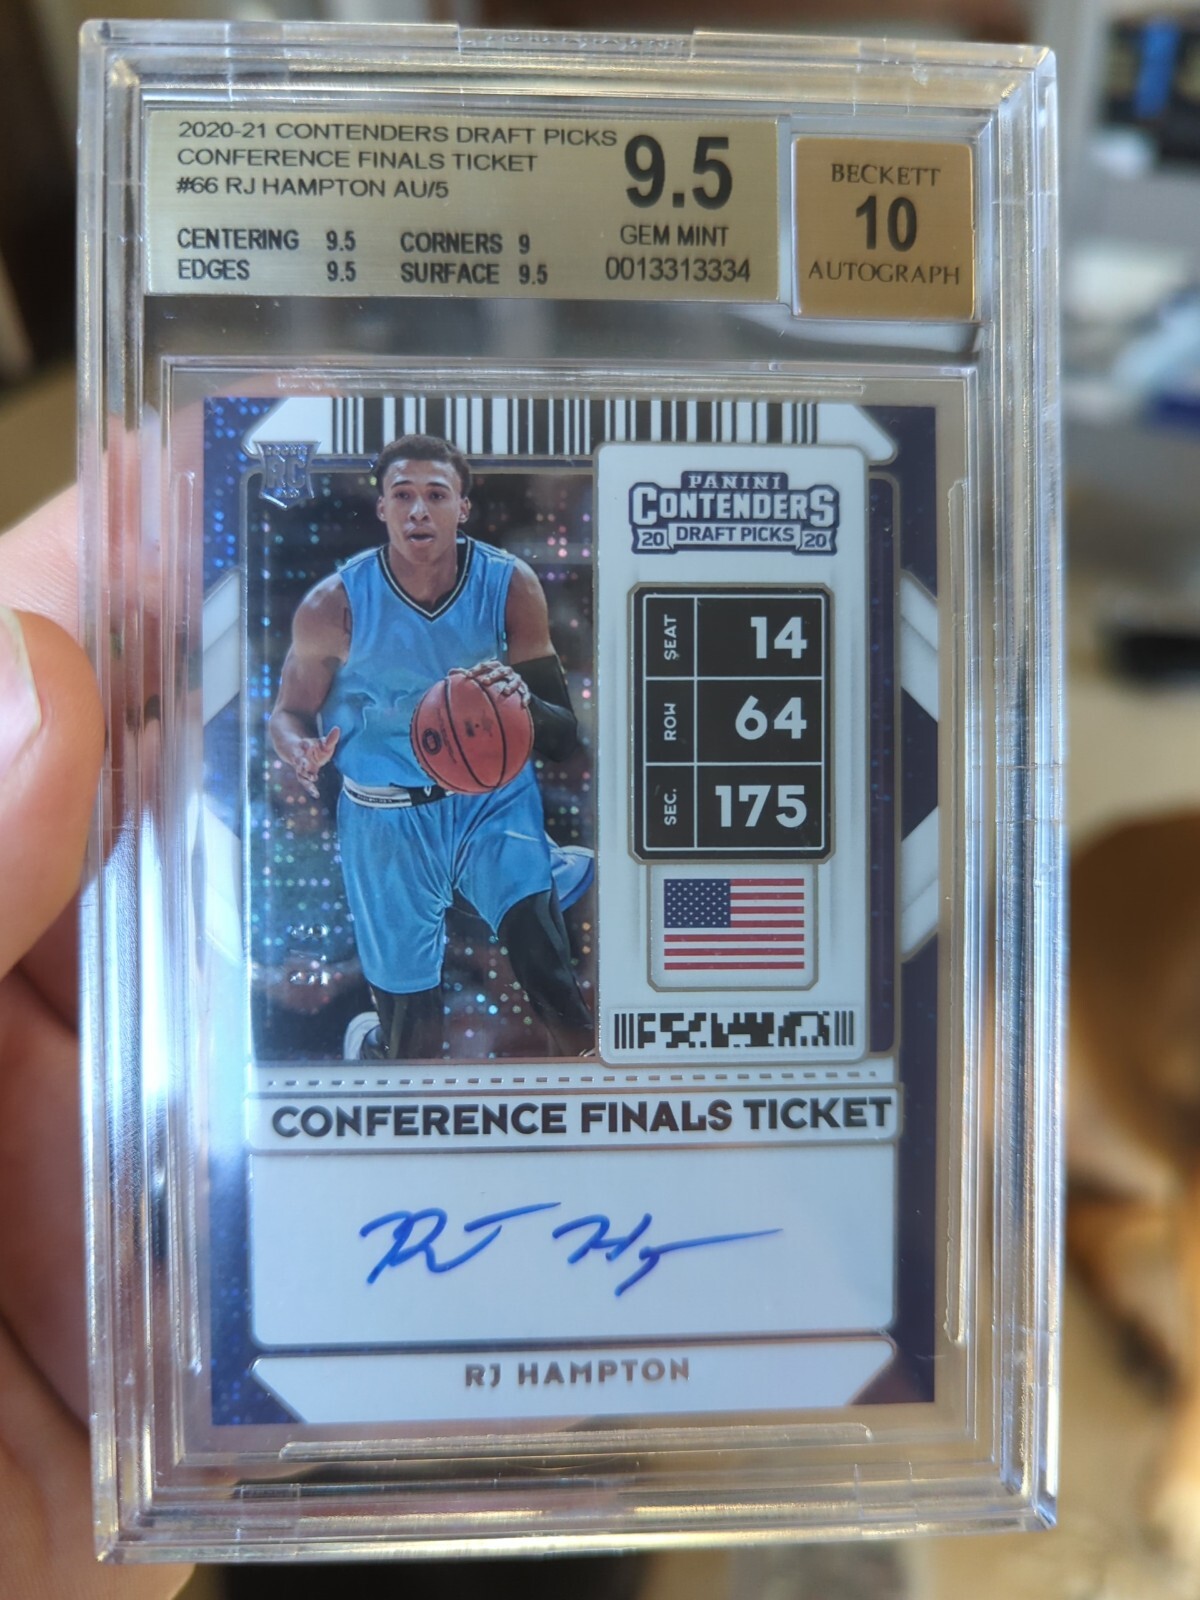 2020-21 CONTENDERS DRAFT PICKS
CONFERENCE FINALS TICKET
#66 RJ HAMPTON AU/5
CENTERING 9.5 CORNERS 9
EDGES 9.5 SURFACE 9.5
9.5
GEM MINT
0013313334
BECKETT
10
AUTOGRAPH
ROOKIE
RC
PANINI
CONTENDERS
20 DRAFT PICKS 20
SEAT 14
ROW 64
SEC. 175
CONFERENCE FINALS TICKET
RJ HAMPTON